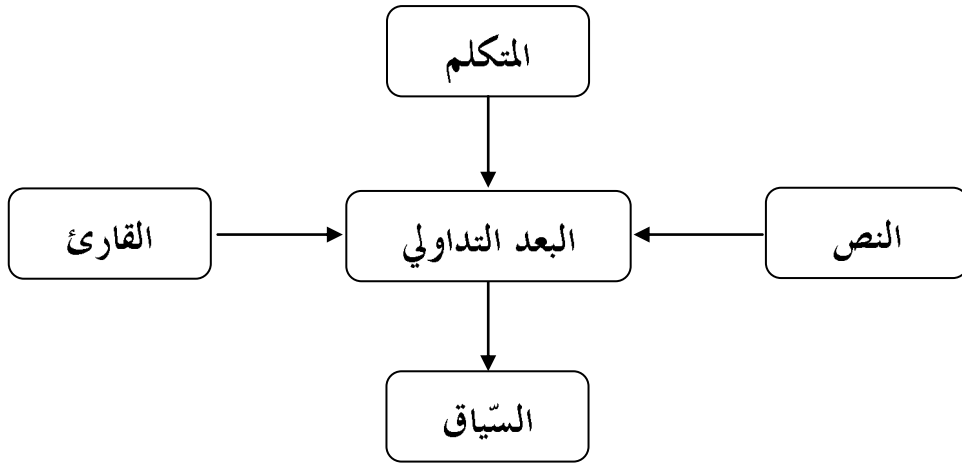 المتكلم
النص
البعد التداولي
القارئ
السّياق